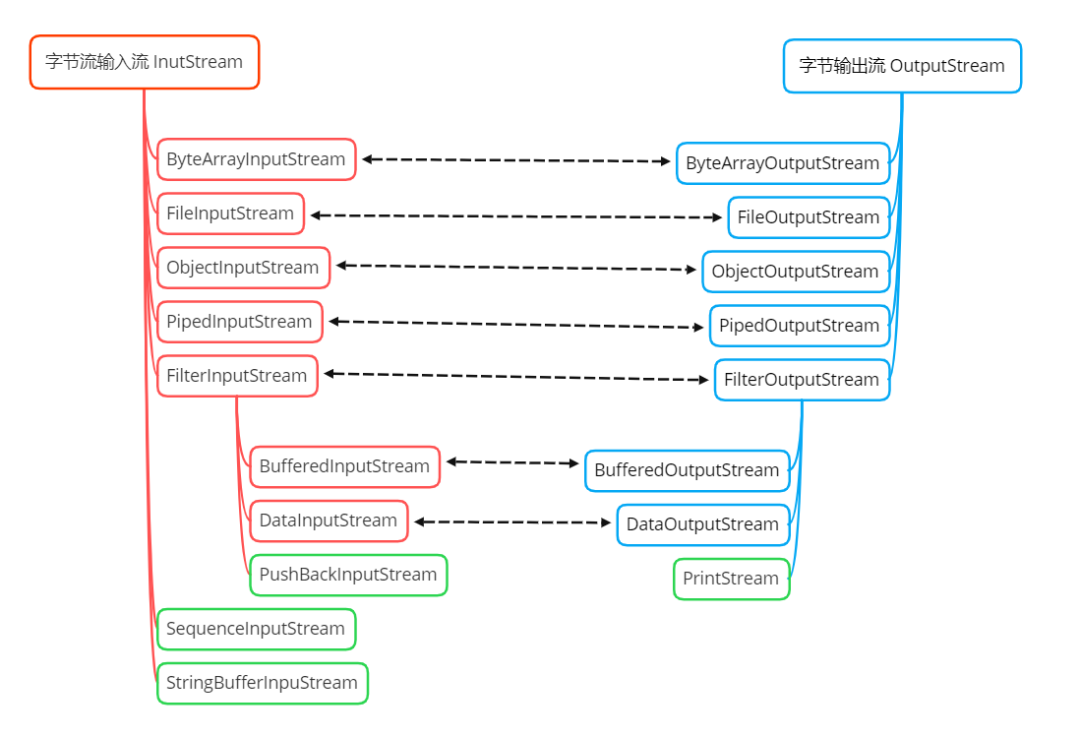 字节流输入流 InutStream
字节输出流 OutputStream
ByteArrayInputStream
ByteArrayOutputStream
FileInputStream
FileOutputStream
ObjectInputStream
ObjectOutputStream
PipedInputStream
PipedOutputStream
FilterInputStream
FilterOutputStream
BufferedInputStream
BufferedOutputStream
DataInputStream
DataOutputStream
PushBackInputStream
PrintStream
SequenceInputStream
StringBufferInpuStream